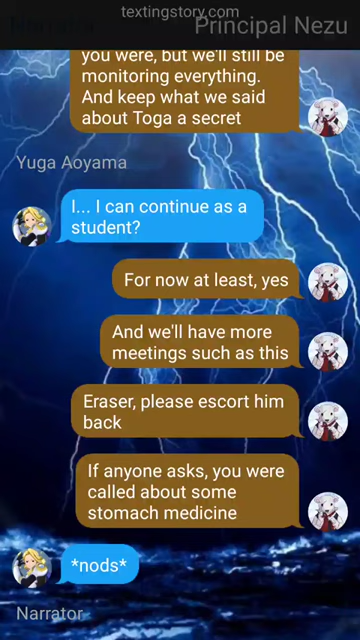 textingstory.com
Narrator
Principal Nezu
you were, but we'll still be
monitoring everything.
And keep what we said
about Toga a secret
Yuga Aoyama
I... I can continue as a
student?
For now at least, yes
And we'll have more
meetings such as this
Eraser, please escort him
back
If anyone asks, you were
called about some
stomach medicine
*nods*
Narrator